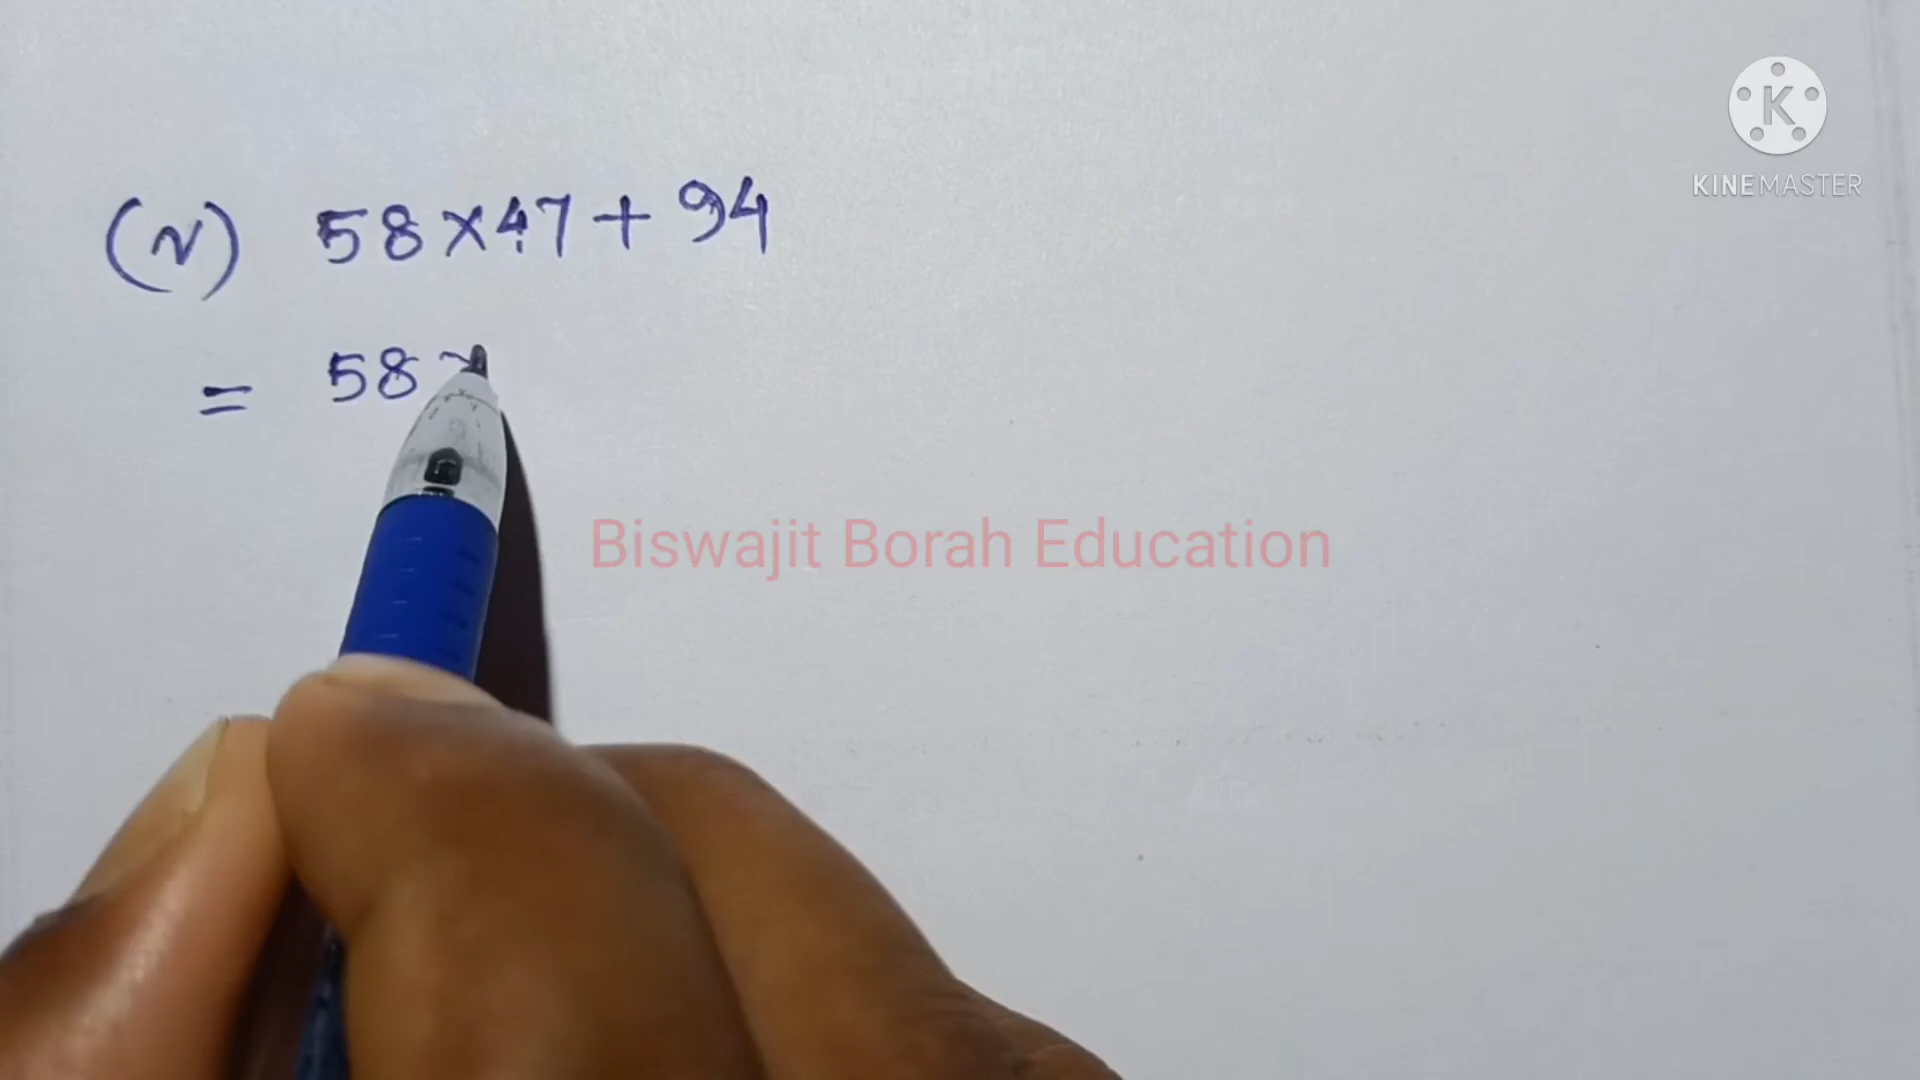 KINEMASTER
(v) 58 × 47 + 94
= 58 ×
Biswajit Borah Education